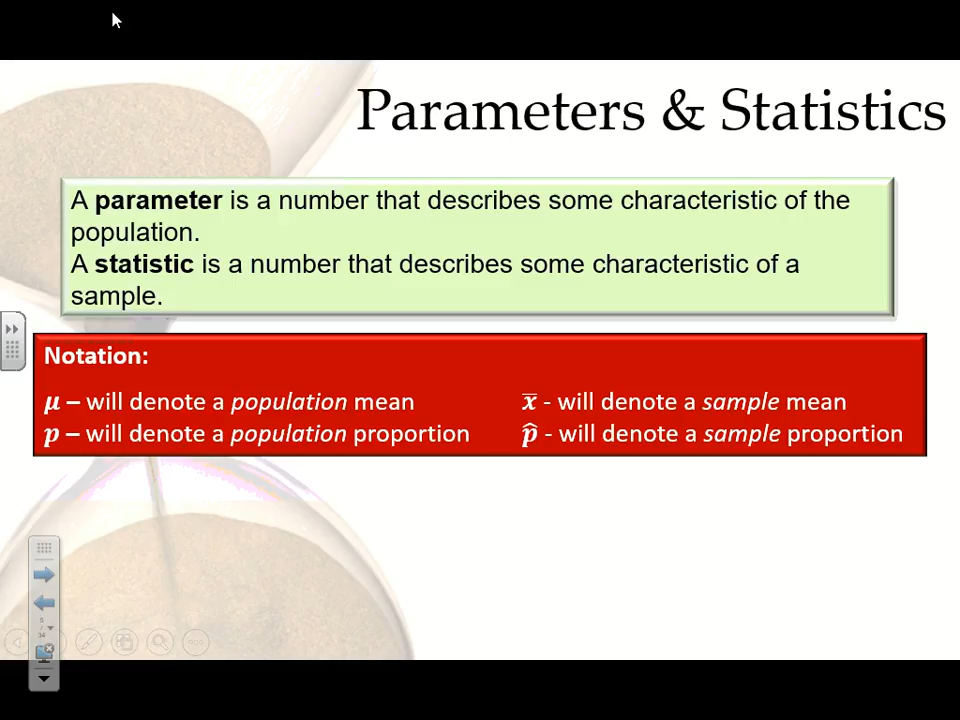 Parameters & Statistics
A parameter is a number that describes some characteristic of the
population.
A statistic is a number that describes some characteristic of a
sample.
Notation:
μ – will denote a population mean
p – will denote a population proportion
x̅ - will denote a sample mean
p̂ - will denote a sample proportion
5
/
34